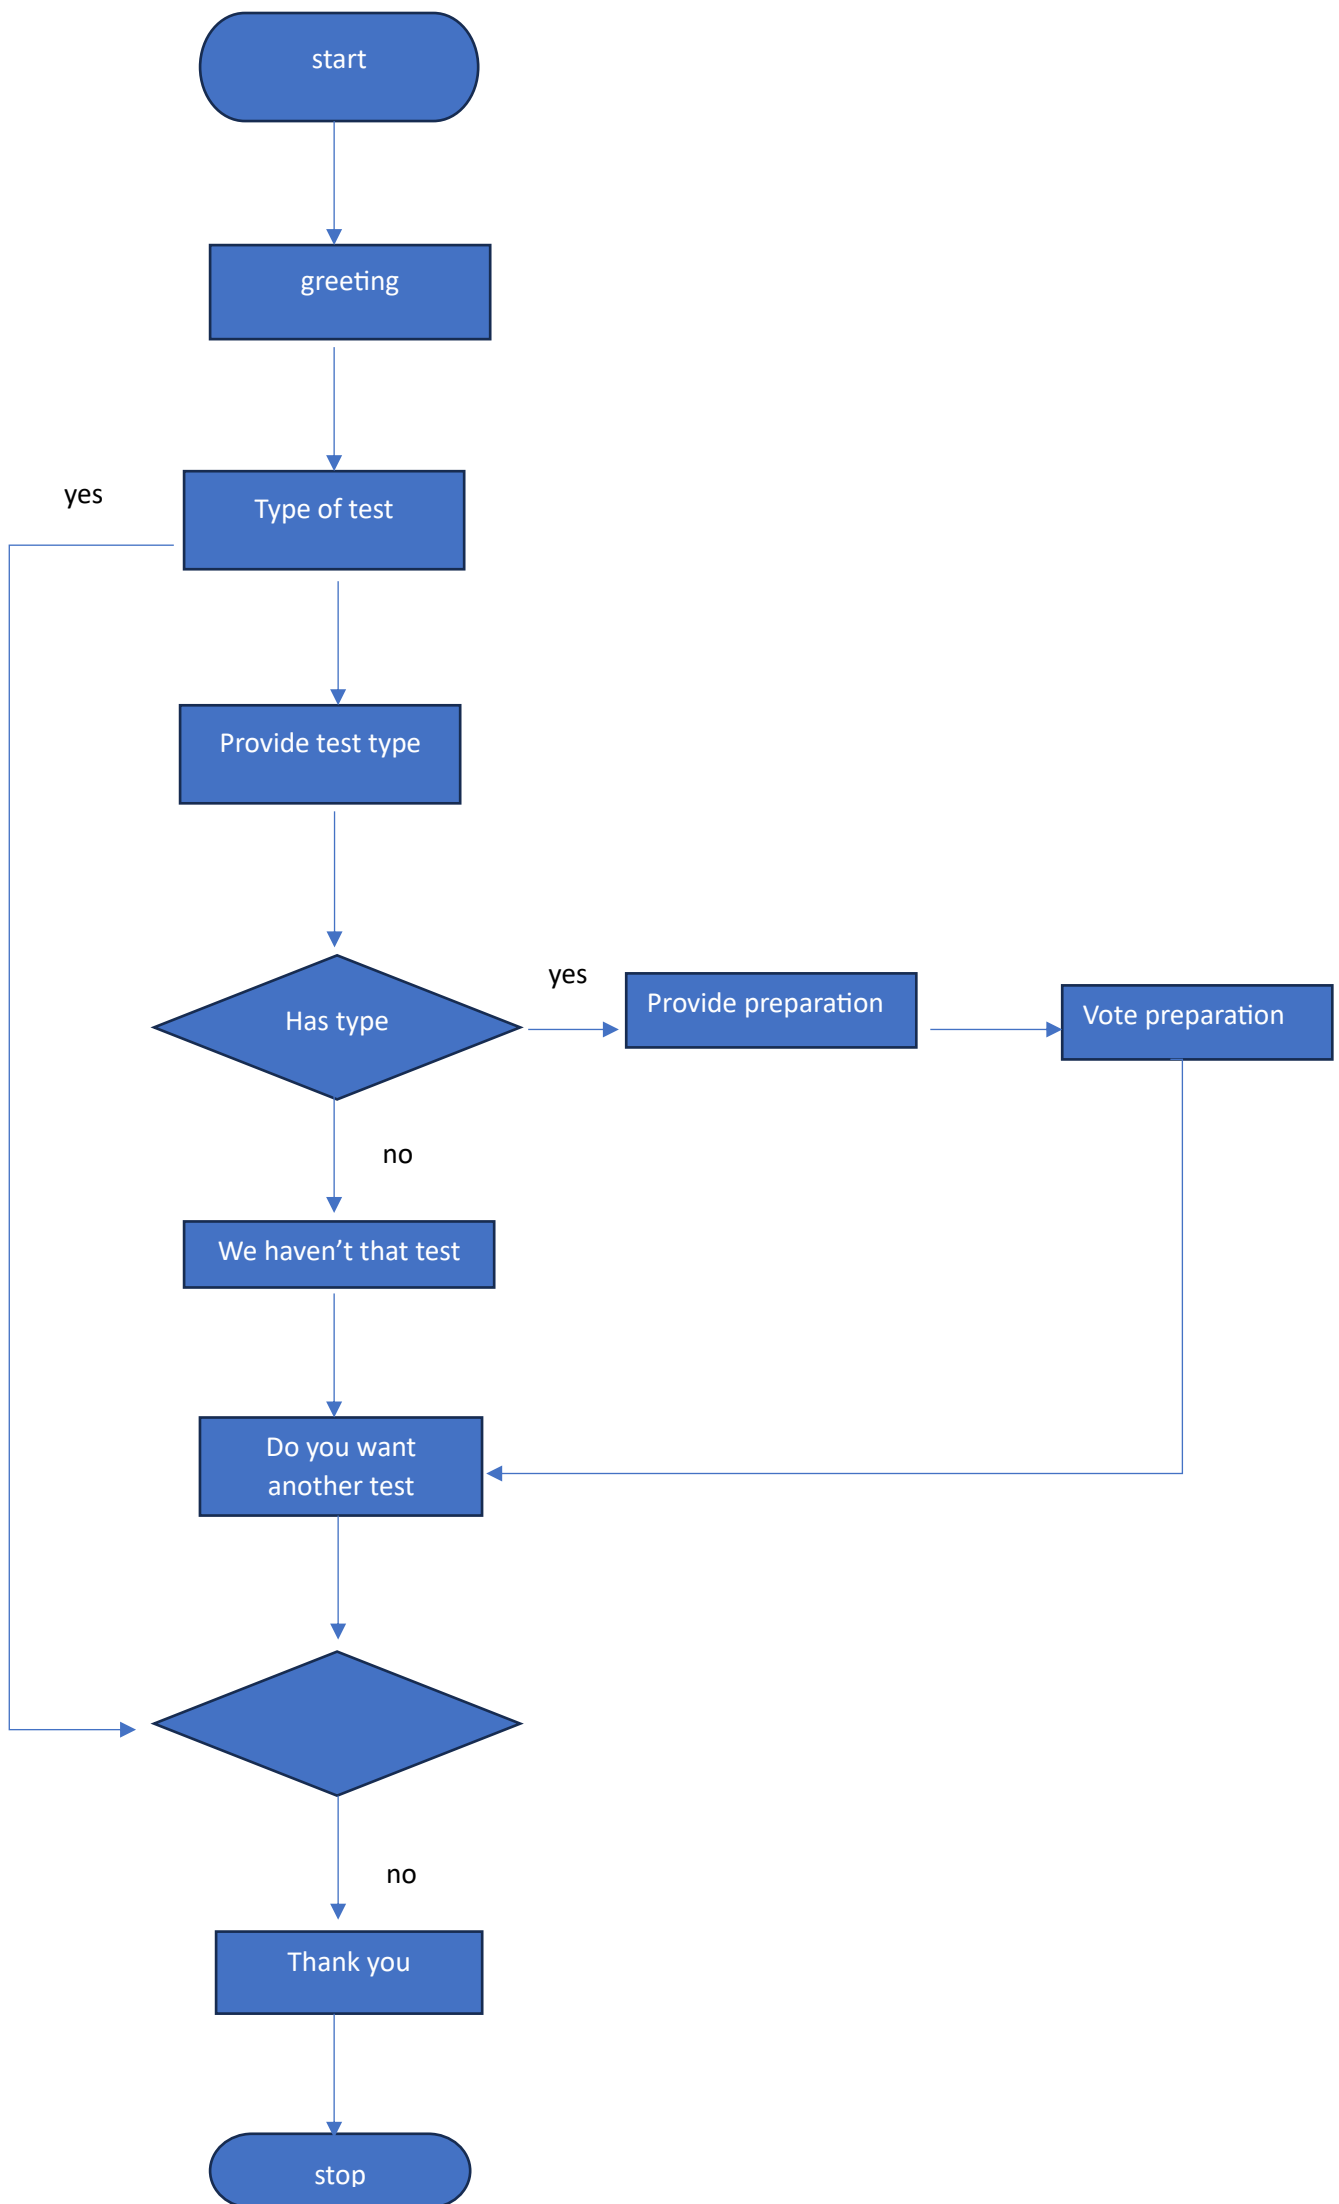 start
greeting
yes
Type of test
Provide test type
yes
Has type
Provide preparation
Vote preparation
no
We haven't that test
Do you want
another test
no
Thank you
stop